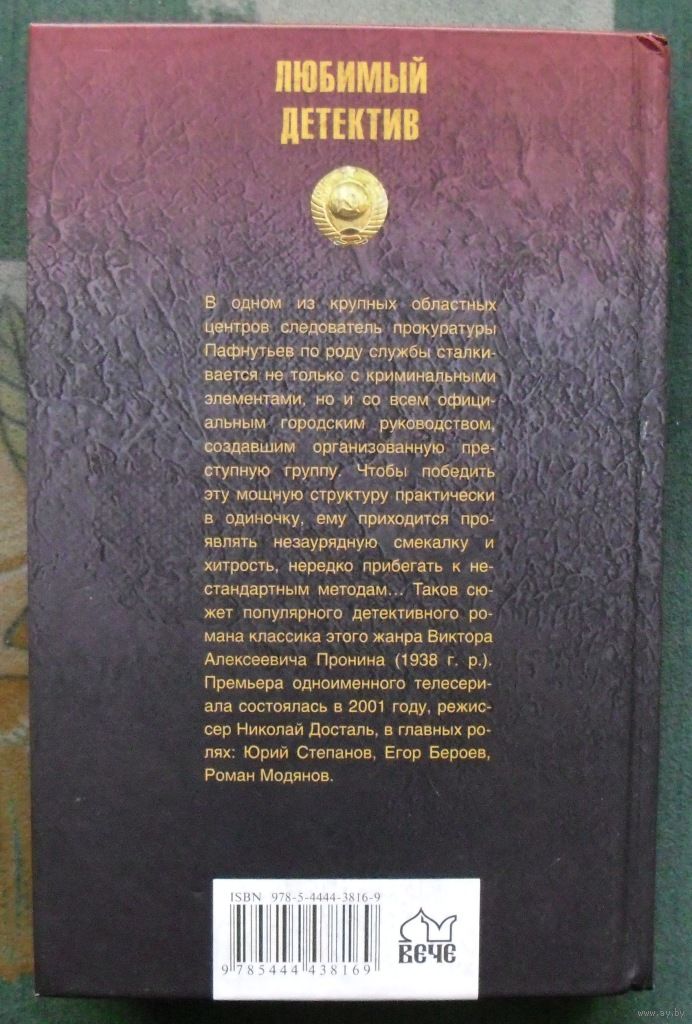 ЛЮБИМЫЙ
ДЕТЕКТИВ
В одном из крупных областных
центров следователь прокуратуры
Пафнутьев по роду службы сталки-
вается не только с криминальными
элементами, но и со всем офици-
альным городским руководством,
создавшим организованную пре-
ступную группу. Чтобы победить
эту мощную структуру практически
в одиночку, ему приходится про-
являть незаурядную смекалку и
хитрость, нередко прибегать к не-
стандартным методам... Таков сю-
жет популярного детективного ро-
мана классика этого жанра Виктора
Алексеевича Пронина (1938 г. р.).
Премьера одноименного телесери-
ала состоялась в 2001 году, режис-
сер Николай Досталь, в главных ро-
лях: Юрий Степанов, Егор Бероев,
Роман Модянов.
ISBN 978-5-4444-3816-9
9 785444 438169
ВЕЧЕ
www.ay.by